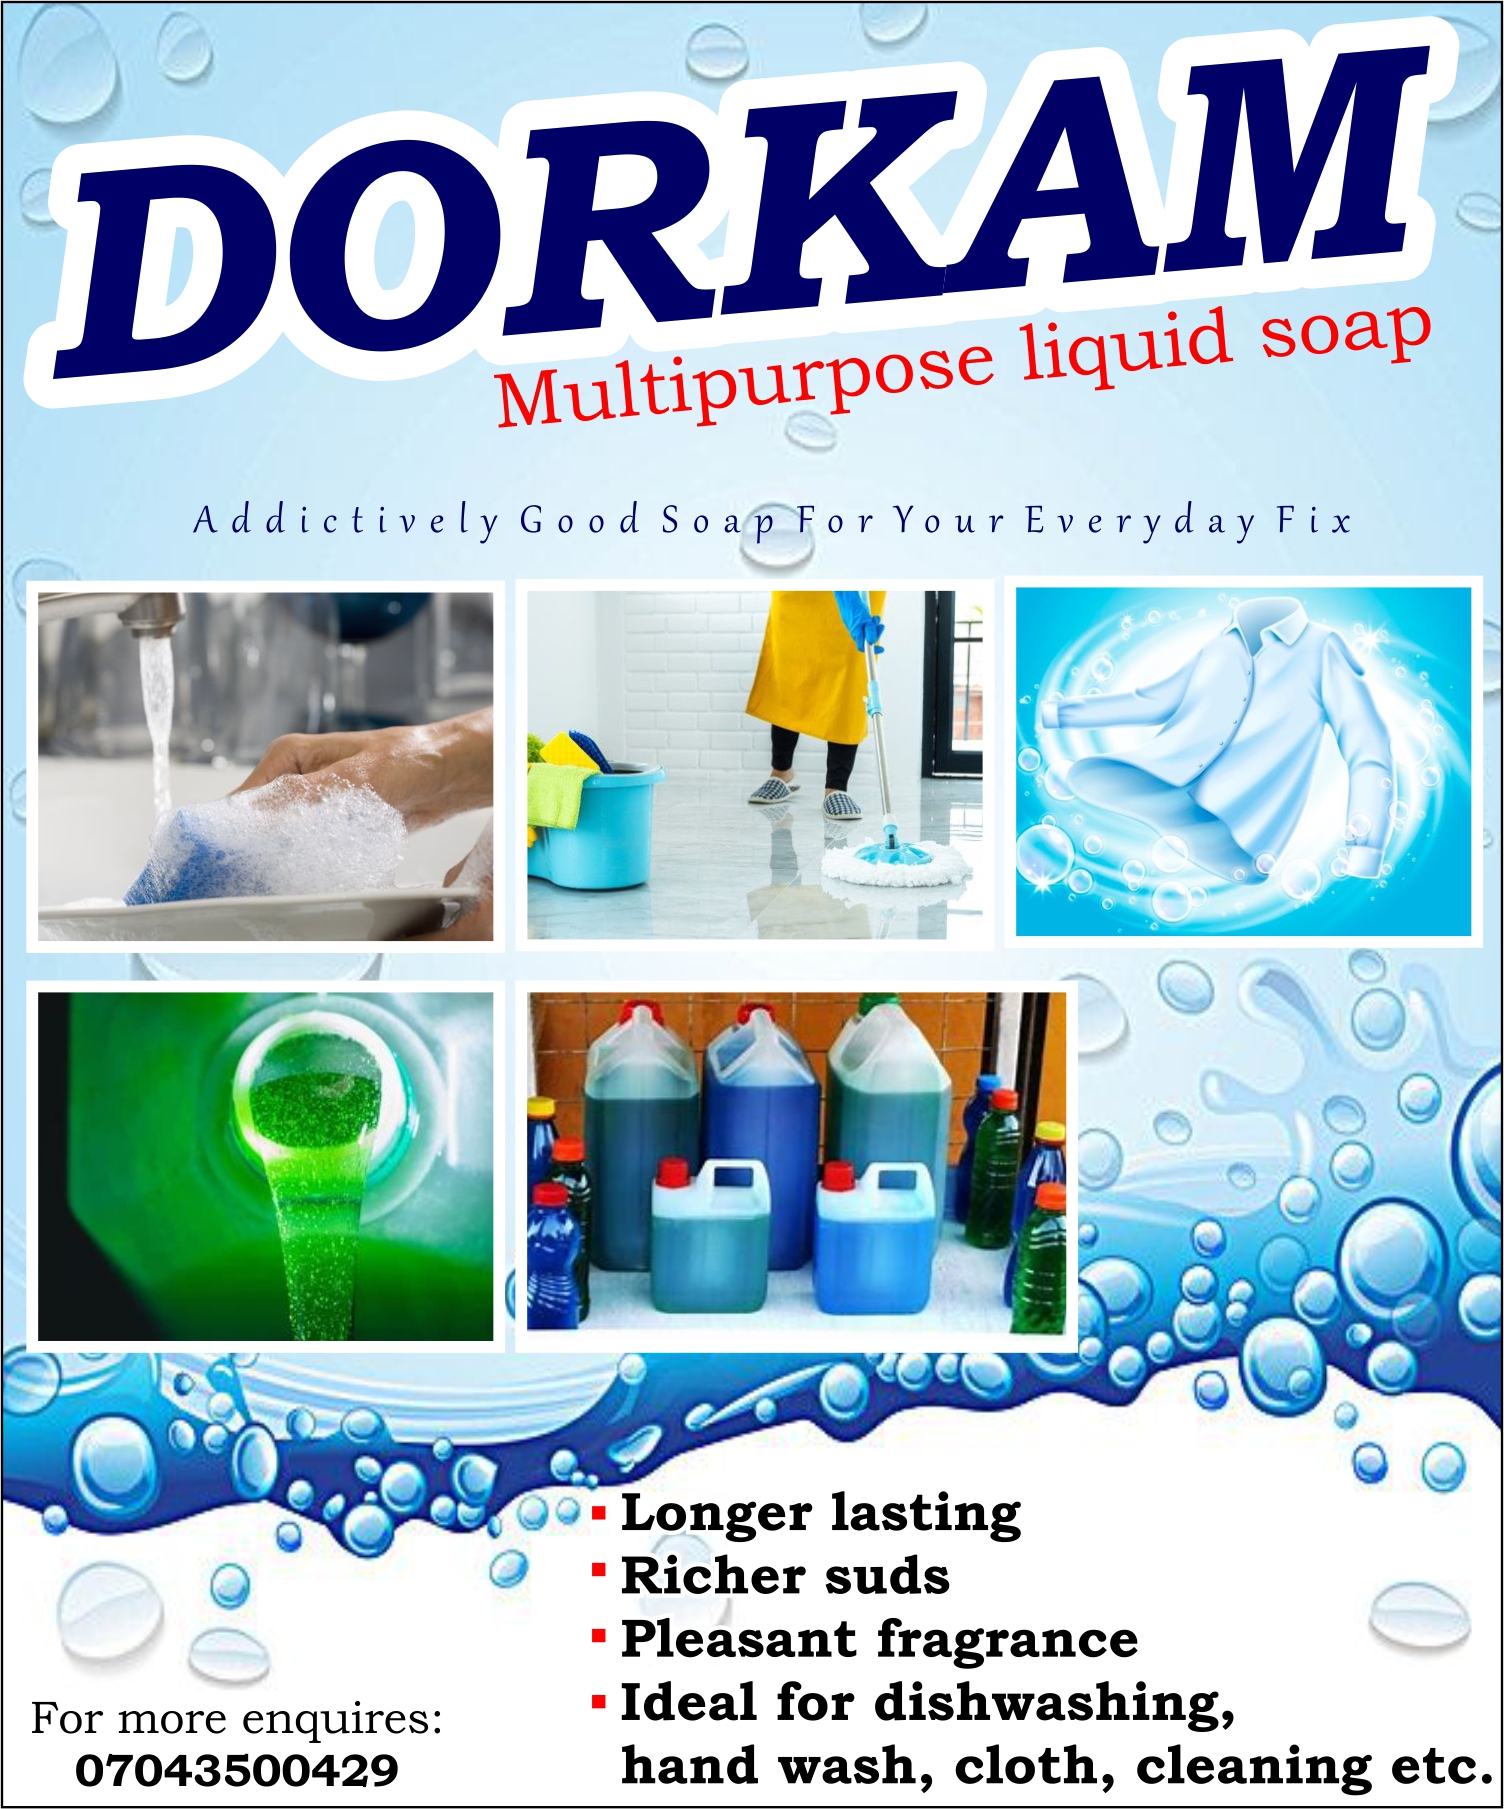 DORKAM
Multipurpose liquid soap
Addictively Good Soap For Your Everyday Fix
▪ Longer lasting
▪ Richer suds
▪ Pleasant fragrance
▪ Ideal for dishwashing,
hand wash, cloth, cleaning etc.
For more enquires:
07043500429